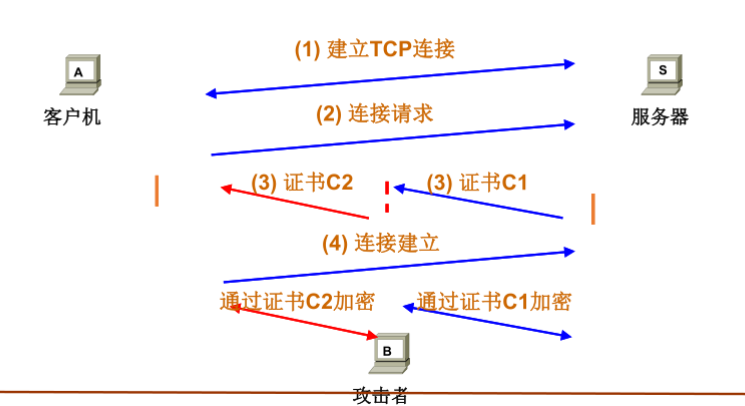 (1) 建立TCP连接
A
S
客户机
(2) 连接请求
服务器
(3) 证书C2
(3) 证书C1
(4) 连接建立
通过证书C2加密
通过证书C1加密
B
攻击者